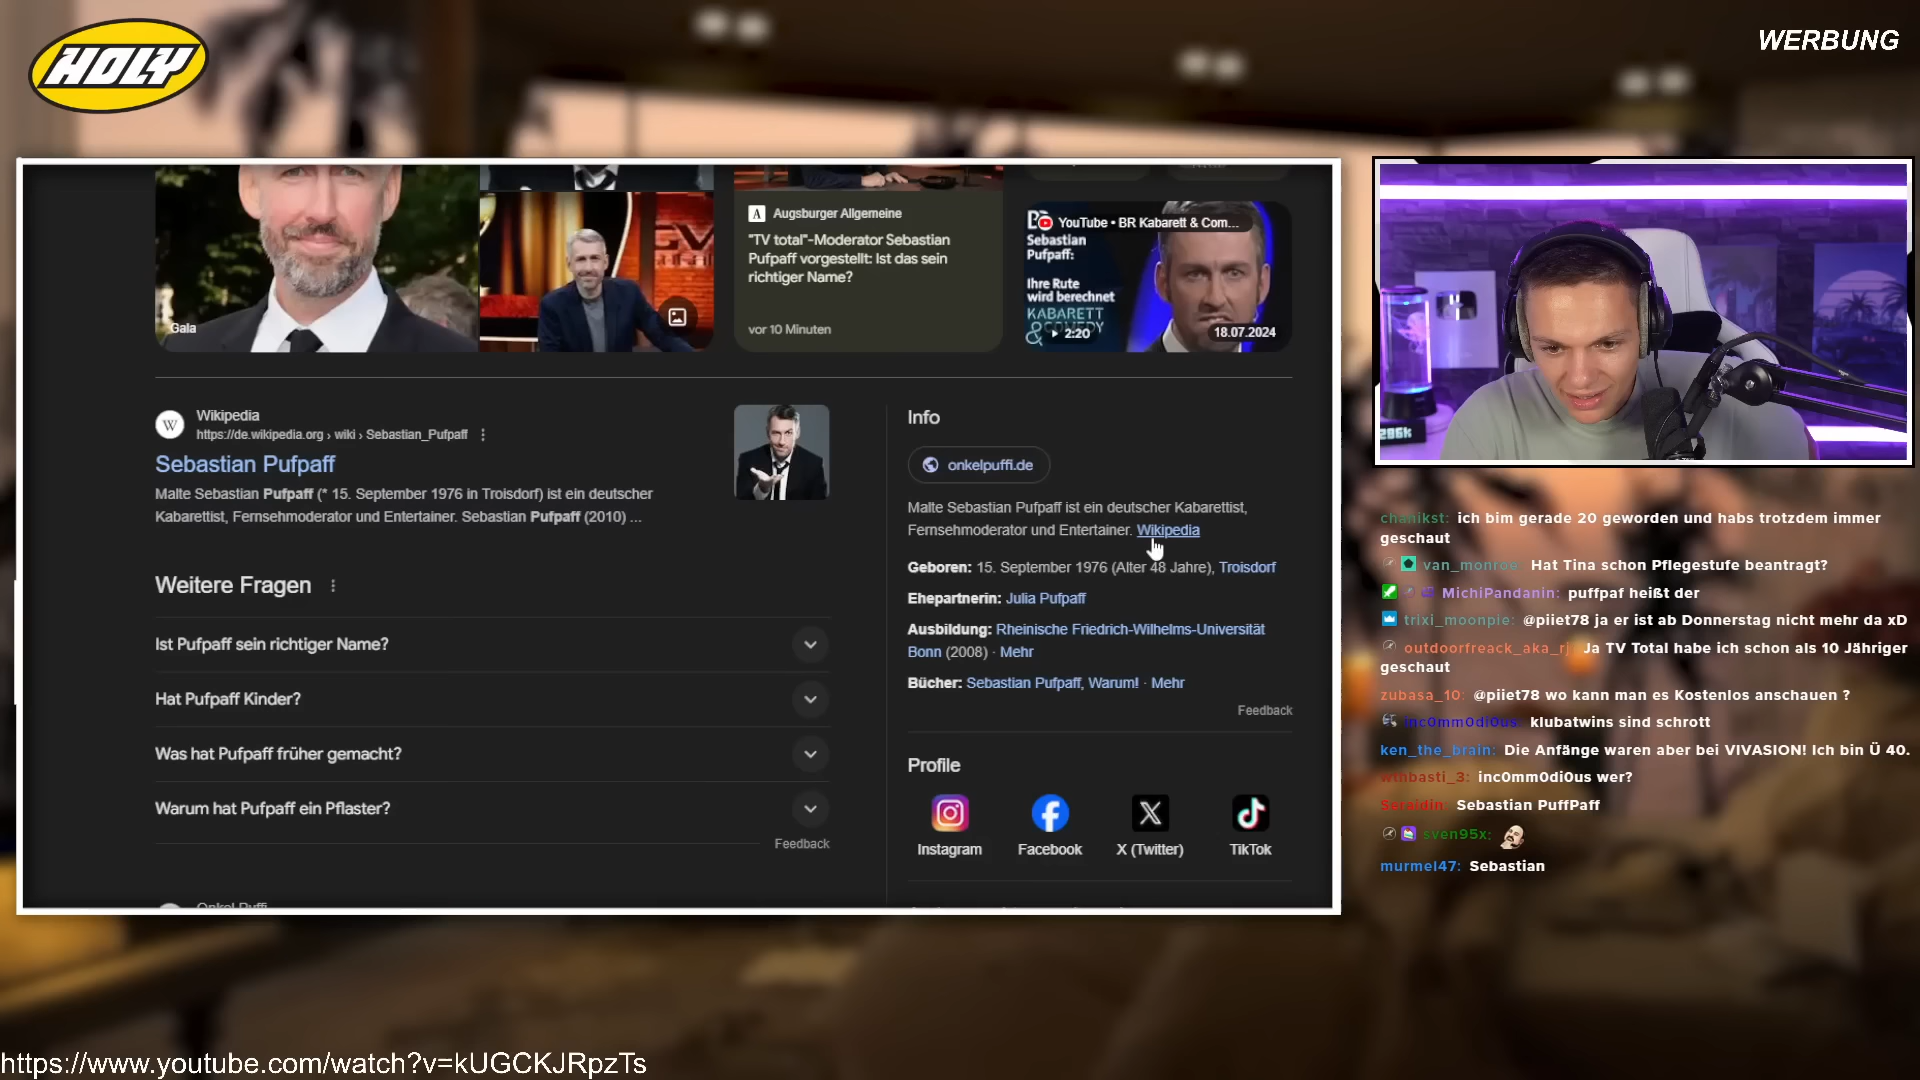 HOLY
WERBUNG
Gala
A Augsburger Allgemeine
"TV total"-Moderator Sebastian
Pufpaff vorgestellt: Ist das sein
richtiger Name?
vor 10 Minuten
YouTube • BR Kabarett & Com...
Sebastian
Pufpaff:
Ihre Rute
wird berechnet
KABARETT
& COMEDY
2:20
18.07.2024
W
Wikipedia
https://de.wikipedia.org › wiki › Sebastian_Pufpaff
Sebastian Pufpaff
Malte Sebastian Pufpaff (* 15. September 1976 in Troisdorf) ist ein deutscher
Kabarettist, Fernsehmoderator und Entertainer. Sebastian Pufpaff (2010) ...
Weitere Fragen
Ist Pufpaff sein richtiger Name?
Hat Pufpaff Kinder?
Was hat Pufpaff früher gemacht?
Warum hat Pufpaff ein Pflaster?
Feedback
Onkel Puffi
Info
onkelpuffi.de
Malte Sebastian Pufpaff ist ein deutscher Kabarettist,
Fernsehmoderator und Entertainer. Wikipedia
Geboren: 15. September 1976 (Alter 48 Jahre), Troisdorf
Ehepartnerin: Julia Pufpaff
Ausbildung: Rheinische Friedrich-Wilhelms-Universität
Bonn (2008) · Mehr
Bücher: Sebastian Pufpaff, Warum! · Mehr
Feedback
Profile
Instagram
Facebook
X (Twitter)
TikTok
296k
chanikst: ich bim gerade 20 geworden und habs trotzdem immer
geschaut
van_monroe: Hat Tina schon Pflegestufe beantragt?
MichiPandanin: puffpaf heißt der
trixi_moonpie: @piiet78 ja er ist ab Donnerstag nicht mehr da xD
outdoorfreack_aka_rj: Ja TV Total habe ich schon als 10 Jähriger
geschaut
zubasa_10: @piiet78 wo kann man es Kostenlos anschauen ?
inc0mm0di0us: klubatwins sind schrott
ken_the_brain: Die Anfänge waren aber bei VIVASION! Ich bin Ü 40.
wthbasti_3: inc0mm0di0us wer?
Seraidin: Sebastian PuffPaff
sven95x:
murmel47: Sebastian
https://www.youtube.com/watch?v=kUGCKJRpzTs